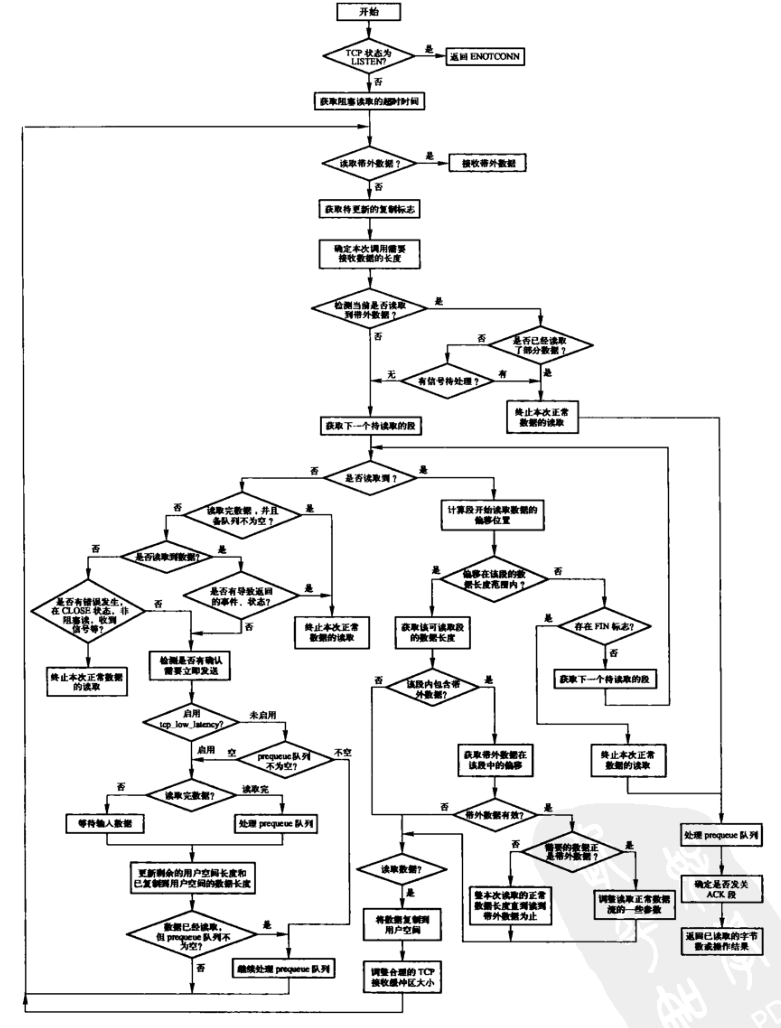 开始
TCP 状态为
LISTEN?
是
返回 ENOTCONN
否
获取阻塞读取的超时时间
读取带外数据？
是
接收带外数据
否
获取待更新的复制标志
确定本次调用需要
接收数据的长度
检测当前是否读取
到带外数据？
是
否
是否已经读取
了部分数据？
否
是
有信号待处理？
无
有
终止本次正常
数据的读取
获取下一个待读取的段
是否读取到？
否
是
读取完数据，并且
备队列不为空？
否
是
计算段开始读取数据的
偏移位置
是否读取到数据？
否
是
偏移在该段的数
据长度范围内？
是
否
是否有导致返回
的事件、状态？
是
否
是否有错误发生，
在 CLOSE 状态，非
阻塞读，收到
信号等？
否
是
终止本次正常
数据的读取
获取该可读取段
的数据长度
存在 FIN 标志？
是
否
终止本次正常数据
的读取
检测是否有确认
需要立即发送
获取下一个待读取的段
该段内包含带
外数据？
否
是
启用
tcp_low_latency?
未启用
启用
prequeue队列
不为空？
空
不空
获取带外数据在
该段中的偏移
终止本次正常
数据的读取
读取完数据？
否
读取完
等待输入数据
处理 prequeue 队列
带外数据有效？
否
是
处理 prequeue 队列
需要的数据正
是带外数据？
否
是
更新剩余的用户空间长度和
已复制到用户空间的数据长度
读取数据？
是
整本次读取的正常
数据长度直到读到
带外数据为止
调整读取正常数据
流的一些参数
确定是否发关
ACK 段
数据已经读取，
但 prequeue 队列不
为空？
是
否
将数据复制到
用户空间
返回已读取的字节
数或操作结果
继续处理 prequeue 队列
调整合理的 TCP
接收缓冲区大小